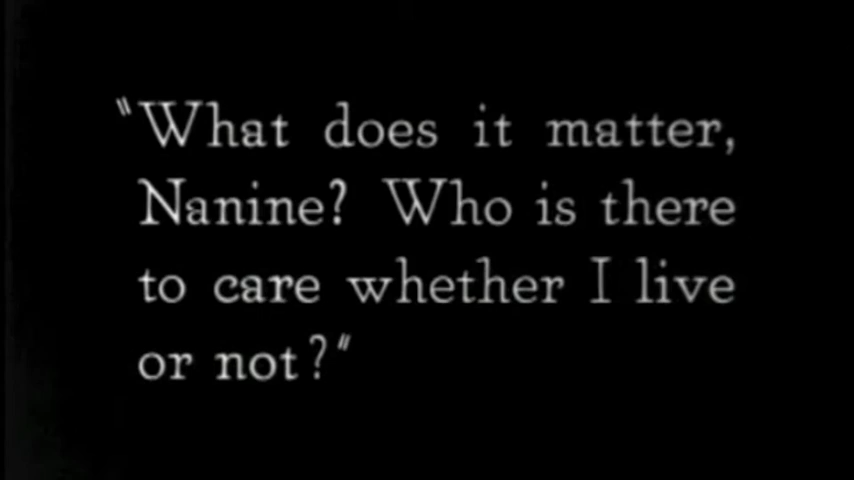 "What does it matter,
Nanine? Who is there
to care whether I live
or not?"